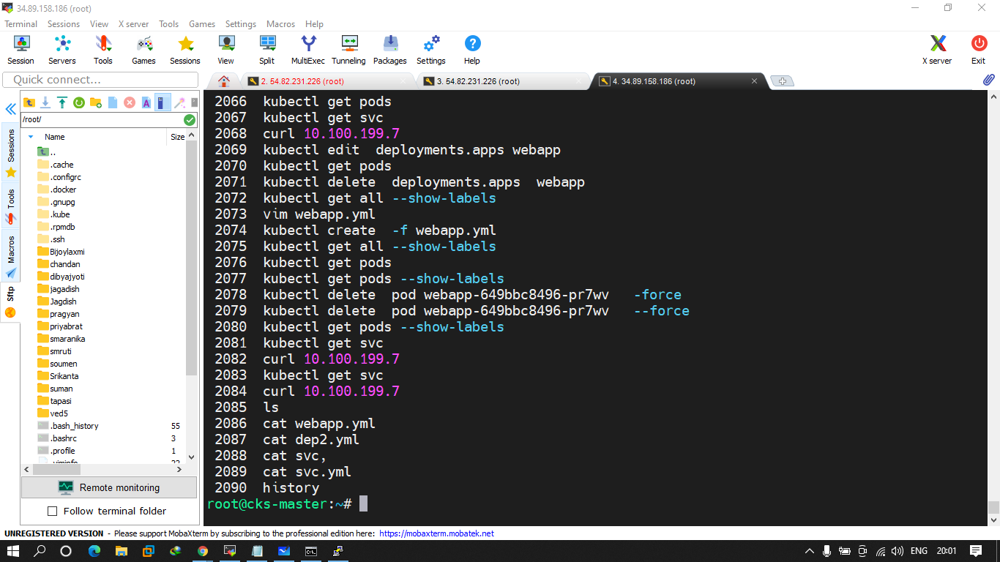 34.89.158.186 (root)
Terminal Sessions View X server Tools Games Settings Macros Help
Session Servers Tools Games Sessions View Split MultiExec Tunneling Packages Settings Help X server Exit
Quick connect...
2. 54.82.231.226 (root)
3. 54.82.231.226 (root)
4. 34.89.158.186 (root)
Sessions
Tools
Macros
Sftp
/root/
Name Size
..
.cache
.configrc
.docker
.gnupg
.kube
.rpmdb
.ssh
Bijoylaxmi
chandan
dibyajyoti
jagadish
Jagdish
pragyan
priyabrat
smaranika
smruti
soumen
Srikanta
suman
tapasi
ved5
.bash_history 55
.bashrc 3
.profile 1
.viminfo 22
Remote monitoring
Follow terminal folder
2066 kubectl get pods
2067 kubectl get svc
2068 curl 10.100.199.7
2069 kubectl edit deployments.apps webapp
2070 kubectl get pods
2071 kubectl delete deployments.apps webapp
2072 kubectl get all --show-labels
2073 vim webapp.yml
2074 kubectl create -f webapp.yml
2075 kubectl get all --show-labels
2076 kubectl get pods
2077 kubectl get pods --show-labels
2078 kubectl delete pod webapp-649bbc8496-pr7wv -force
2079 kubectl delete pod webapp-649bbc8496-pr7wv --force
2080 kubectl get pods --show-labels
2081 kubectl get svc
2082 curl 10.100.199.7
2083 kubectl get svc
2084 curl 10.100.199.7
2085 ls
2086 cat webapp.yml
2087 cat dep2.yml
2088 cat svc,
2089 cat svc.yml
2090 history
root@cks-master:~#
UNREGISTERED VERSION - Please support MobaXterm by subscribing to the professional edition here: https://mobaxterm.mobatek.net
ENG 20:01